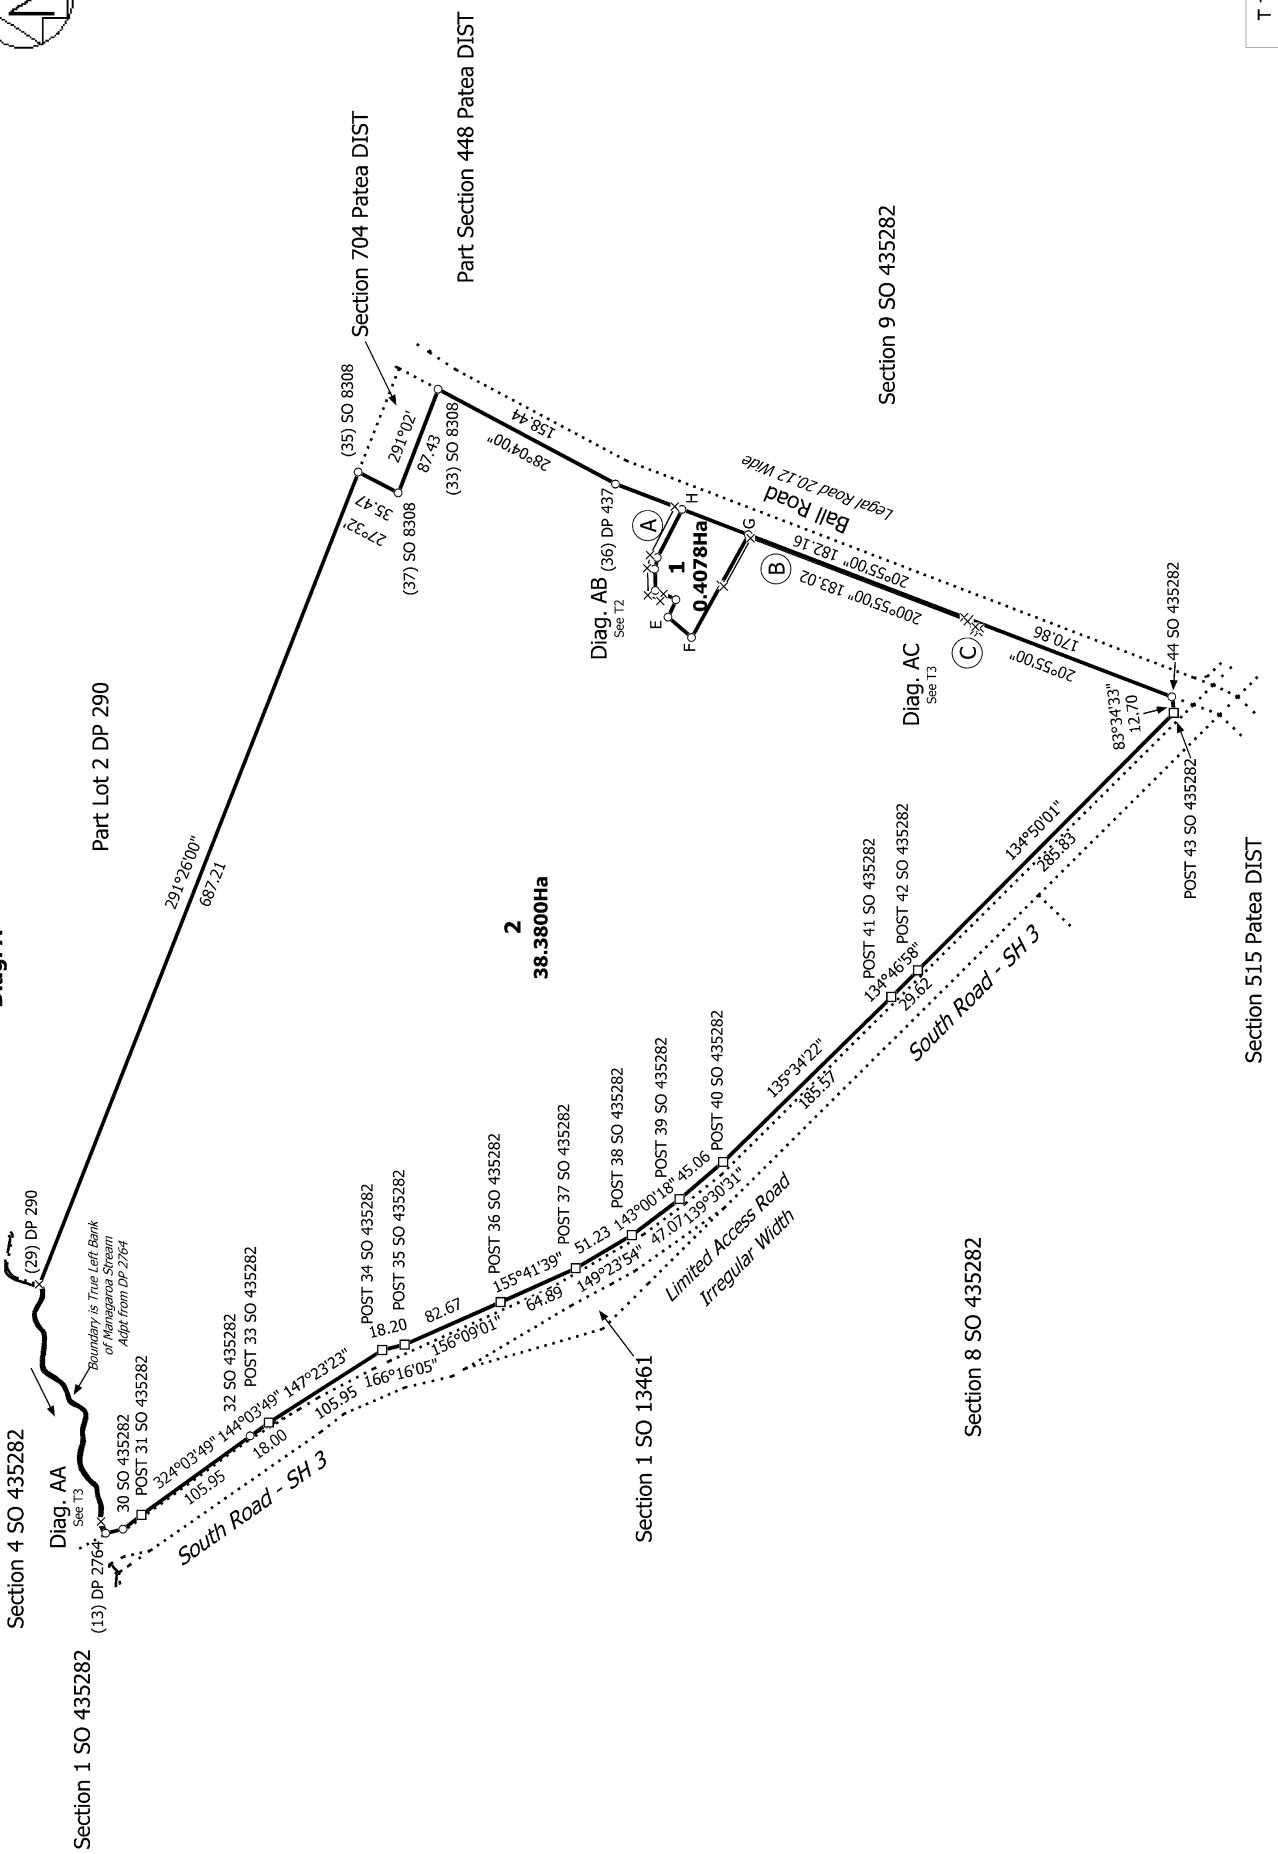 Section 4 SO 435282
Section 1 SO 435282
(13) DP 2764
Diag. AA
See T3
30 SO 435282
POST 31 SO 435282
(29) DP 290
Boundary is True Left Bank
of Managaroa Stream
Adpt from DP 2764
291°26'00"
687.21
Part Lot 2 DP 290
(35) SO 8308
27°32'
35.47
(37) SO 8308
291°02'
87.43
(33) SO 8308
Section 704 Patea DIST
Part Section 448 Patea DIST
28°04'00"
158.44
(36) DP 437
Diag. AB
See T2
A
H
E
F
G
1
0.4078Ha
B
Ball Road
Legal Road 20.12 Wide
20°55'00" 182.16
200°55'00" 183.02
Diag. AC
See T3
C
20°55'00"
170.86
Section 9 SO 435282
44 SO 435282
83°34'33"
12.70
POST 43 SO 435282
2
38.3800Ha
324°03'49"
105.95
32 SO 435282
POST 33 SO 435282
144°03'49"
18.00
147°23'23"
105.95
POST 34 SO 435282
POST 35 SO 435282
18.20
166°16'05"
82.67
156°09'01"
POST 36 SO 435282
155°41'39"
64.89
POST 37 SO 435282
51.23
149°23'54"
POST 38 SO 435282
143°00'18"
47.07
POST 39 SO 435282
45.06
139°30'31"
POST 40 SO 435282
135°34'22"
185.57
POST 41 SO 435282
134°46'58"
29.62
POST 42 SO 435282
134°50'01"
285.83
South Road - SH 3
Limited Access Road
Irregular Width
South Road - SH 3
Section 1 SO 13461
Section 8 SO 435282
Section 515 Patea DIST
T